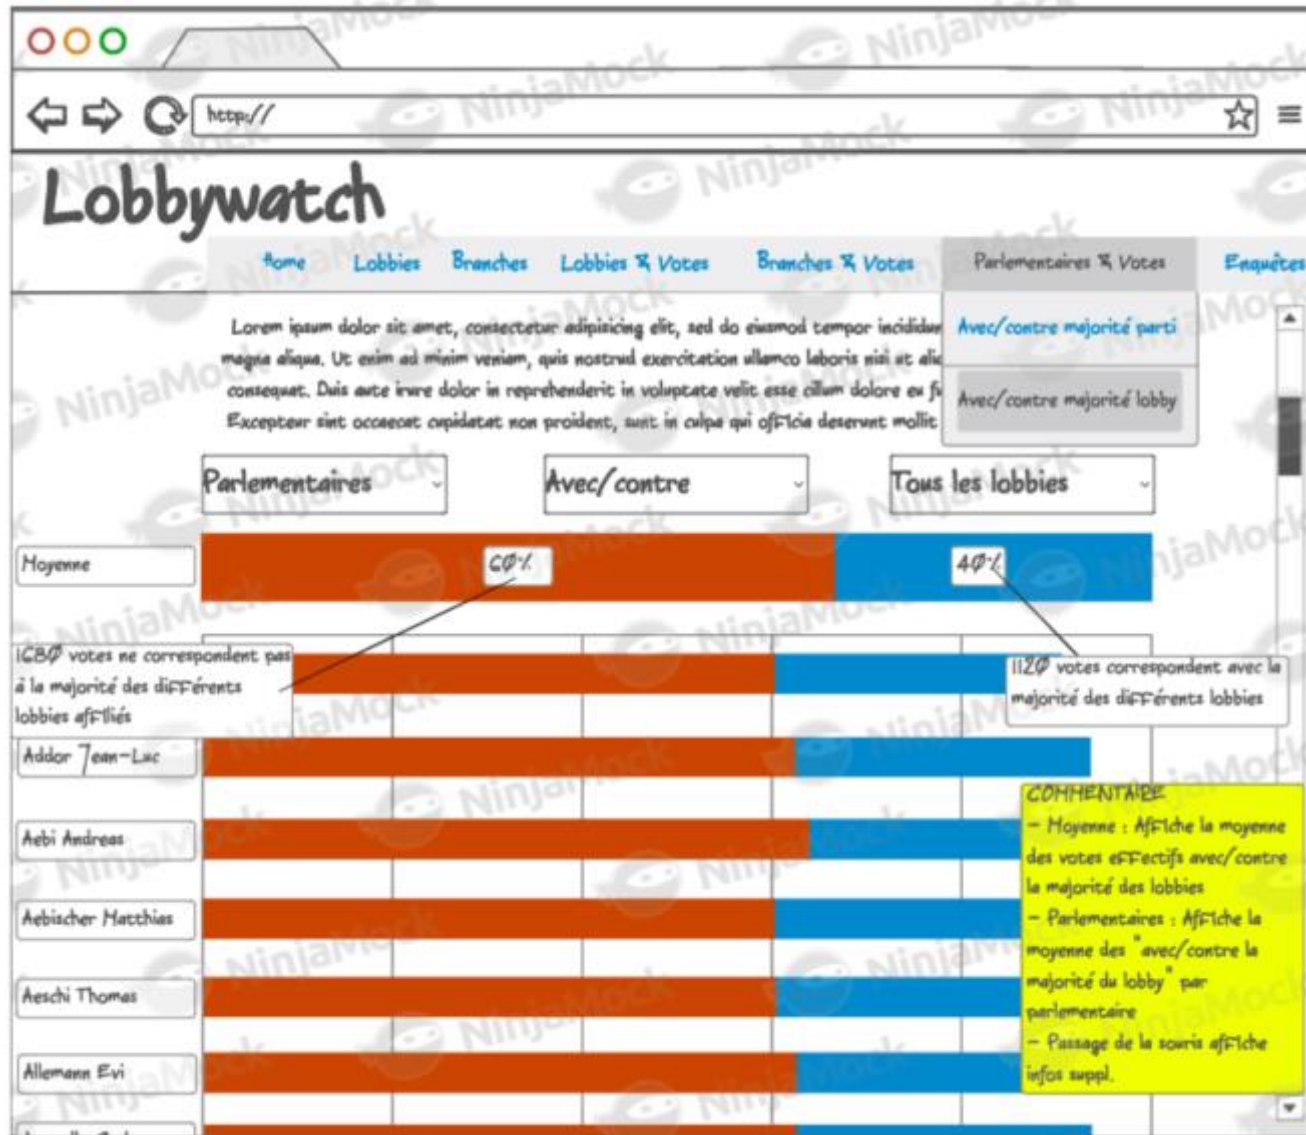 http://
Lobbywatch
Home Lobbies Branches Lobbies & Votes Branches & Votes Parlementaires & Votes Enquêtes
Lorem ipsum dolor sit amet, consectetur adipisicing elit, sed do eiusmod tempor incididun
magna aliqua. Ut enim ad minim veniam, quis nostrud exercitation ullamco laboris nisi ut alic
consequat. Duis aute irure dolor in reprehenderit in voluptate velit esse cillum dolore eu fu
Excepteur sint occaecat cupidatat non proident, sunt in culpa qui officia deserunt mollit
Avec/contre majorité parti
Avec/contre majorité lobby
Parlementaires Avec/contre Tous les lobbies
Moyenne 60% 40%
1680 votes ne correspondent pas
à la majorité des différents
lobbies affiliés
1120 votes correspondent avec la
majorité des différents lobbies
Addor Jean-Luc
Aebi Andreas
Aebischer Matthias
Aeschi Thomas
Allemann Evi
COMMENTAIRE
- Moyenne : Affiche la moyenne
des votes effectifs avec/contre
la majorité des lobbies
- Parlementaires : Affiche la
moyenne des "avec/contre la
majorité du lobby" par
parlementaire
- Passage de la souris affiche
infos suppl.
NinjaMock